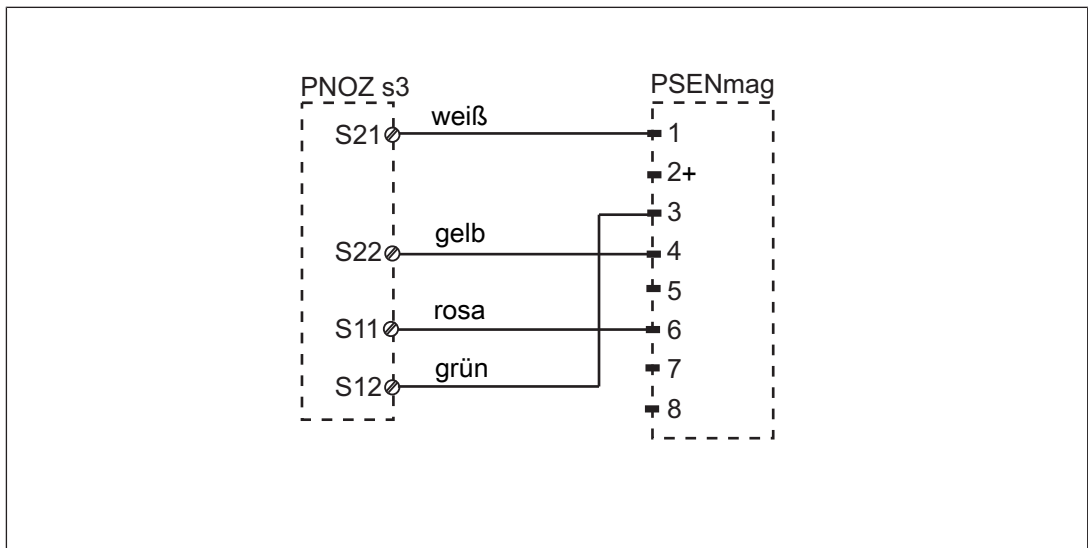 PNOZ s3
PSENmag
S21
weiß
1
2+
3
S22
gelb
4
5
S11
rosa
6
7
S12
grün
8